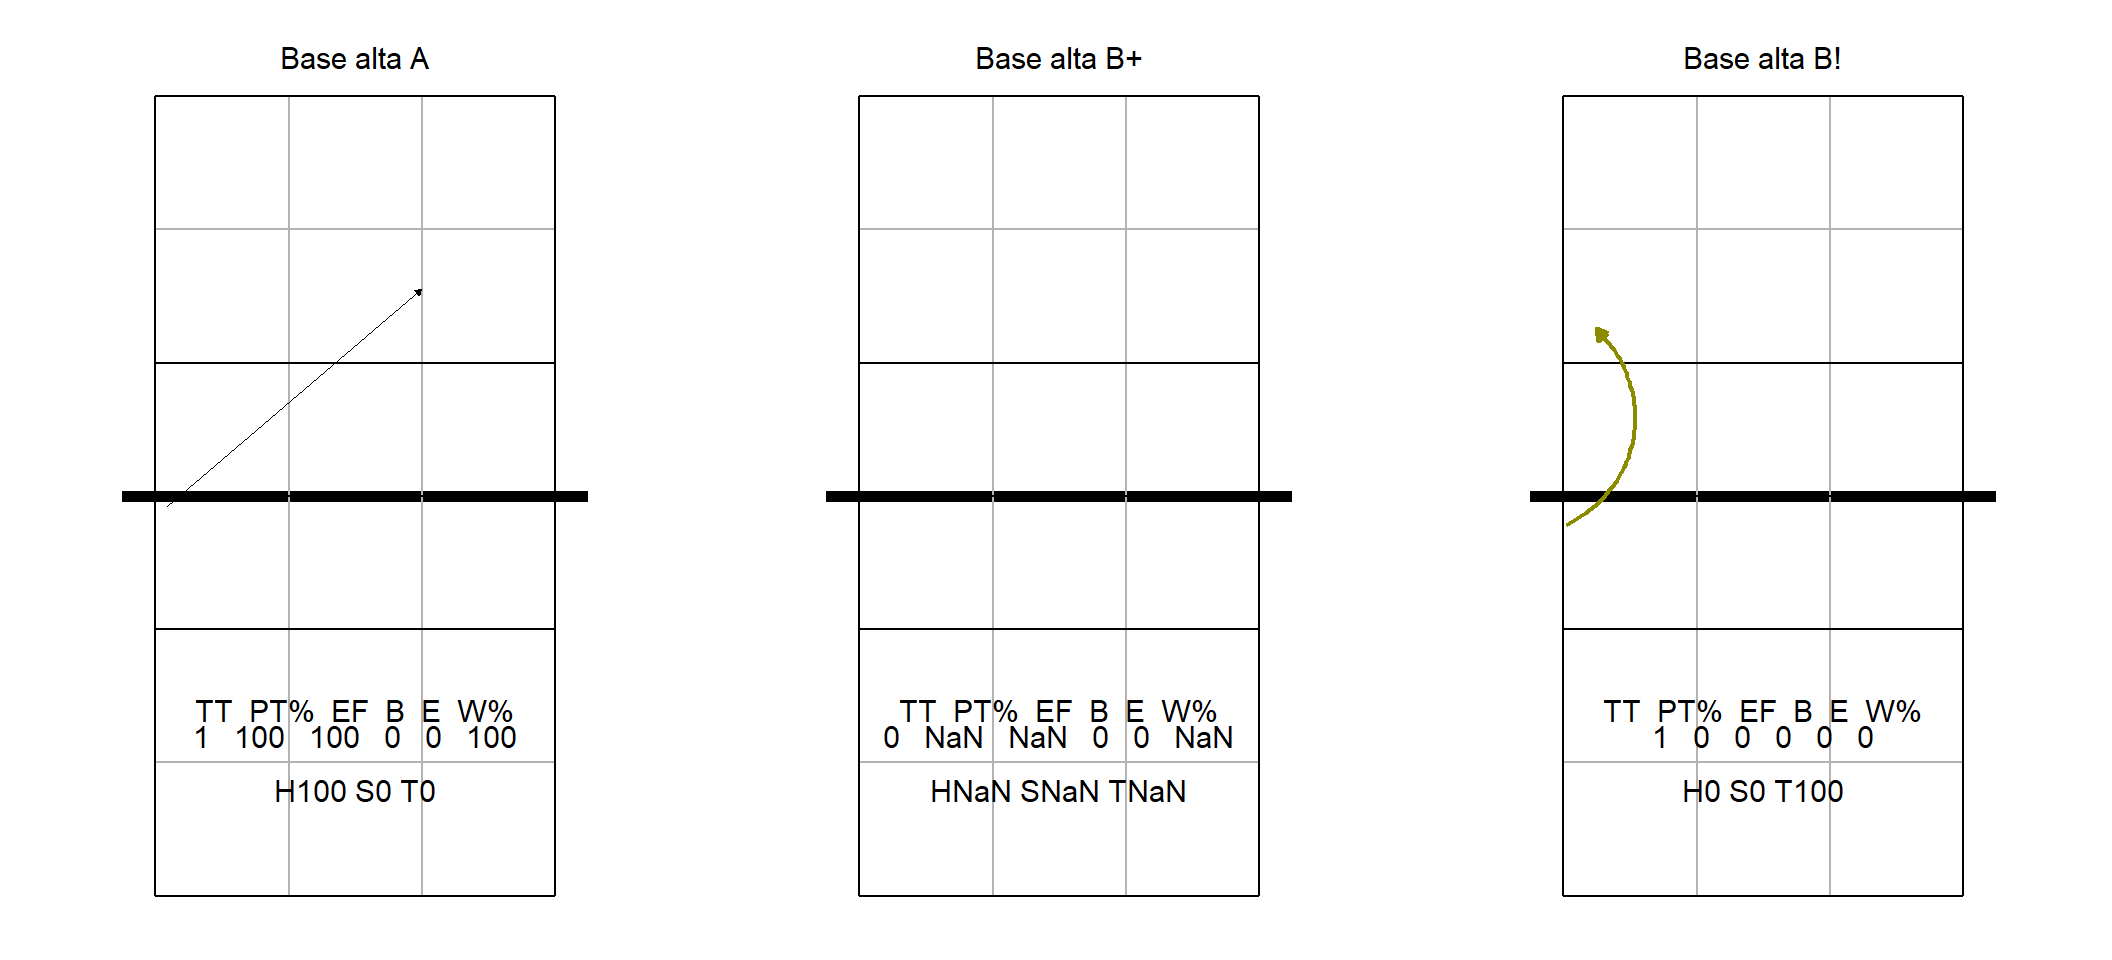 Base alta A
TT PT% EF B E W%
1 100 100 0 0 100
H100 S0 T0
Base alta B+
TT PT% EF B E W%
0 NaN NaN 0 0 NaN
HNaN SNaN TNaN
Base alta B!
TT PT% EF B E W%
1 0 0 0 0 0
H0 S0 T100